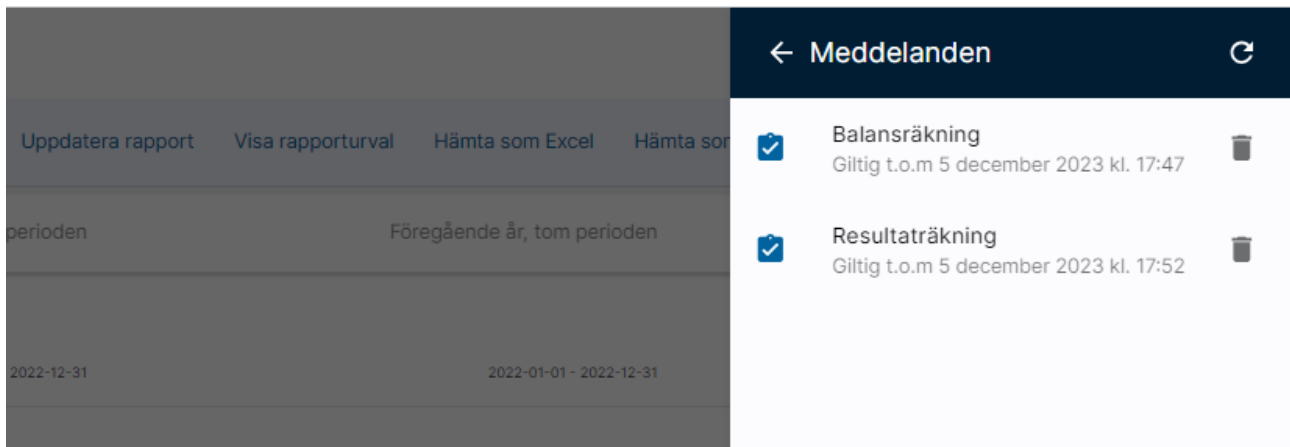 Meddelanden
Uppdatera rapport Visa rapporturval Hämta som Excel Hämta
Balansräkning
Giltig t.o.m 5 december 2023 kl. 17:47
perioden Föregående år, tom perioden
Resultaträkning
Giltig t.o.m 5 december 2023 kl. 17:52
2022-12-31 2022-01-01 - 2022-12-31